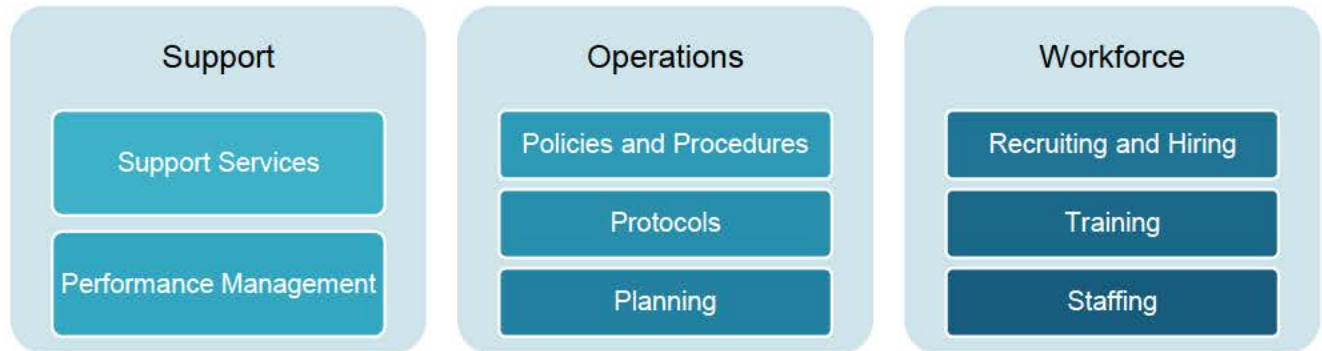 Support
Support Services
Performance Management
Operations
Policies and Procedures
Protocols
Planning
Workforce
Recruiting and Hiring
Training
Staffing